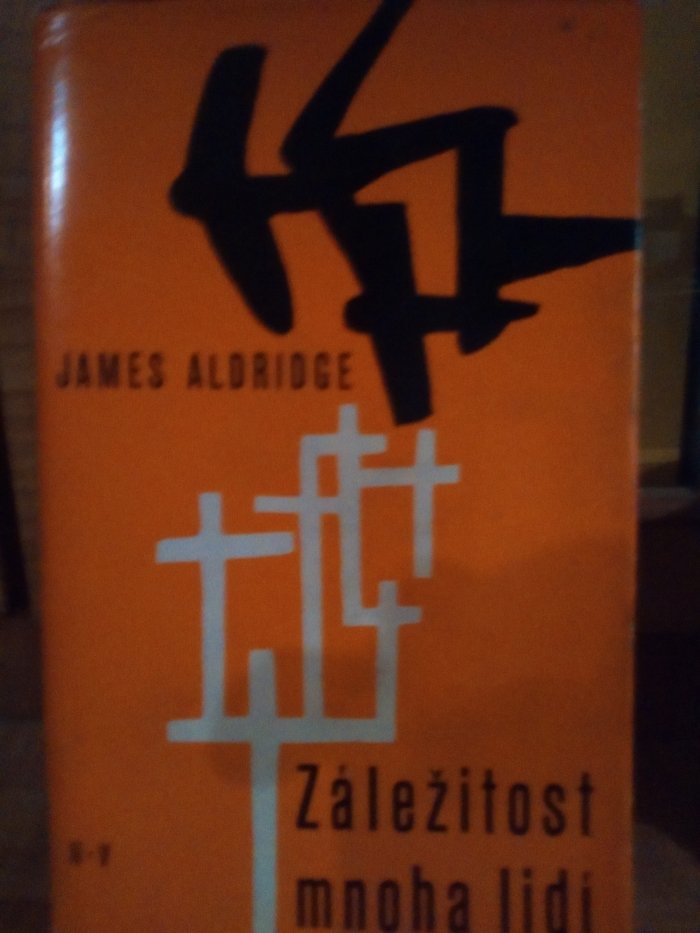 JAMES ALDRIDGE
Záležitost
mnoha lidí